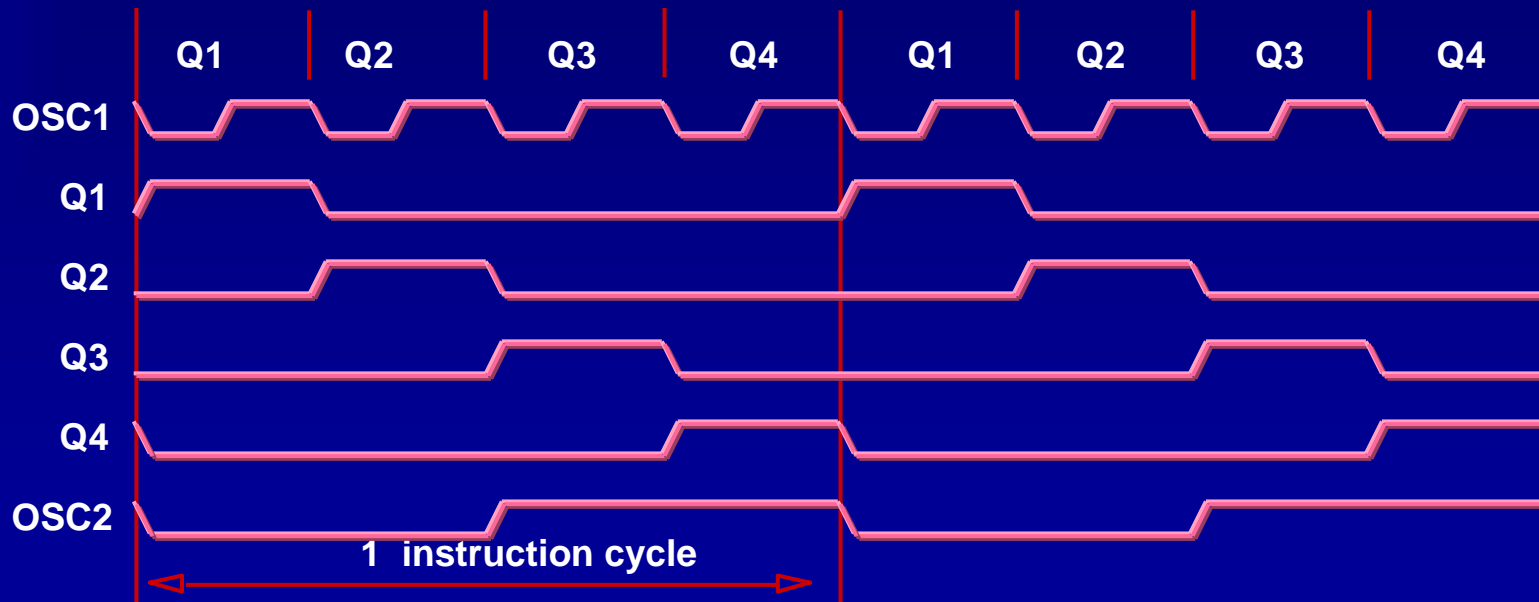 Q1 Q2 Q3 Q4 Q1 Q2 Q3 Q4
OSC1
Q1
Q2
Q3
Q4
OSC2
1 instruction cycle